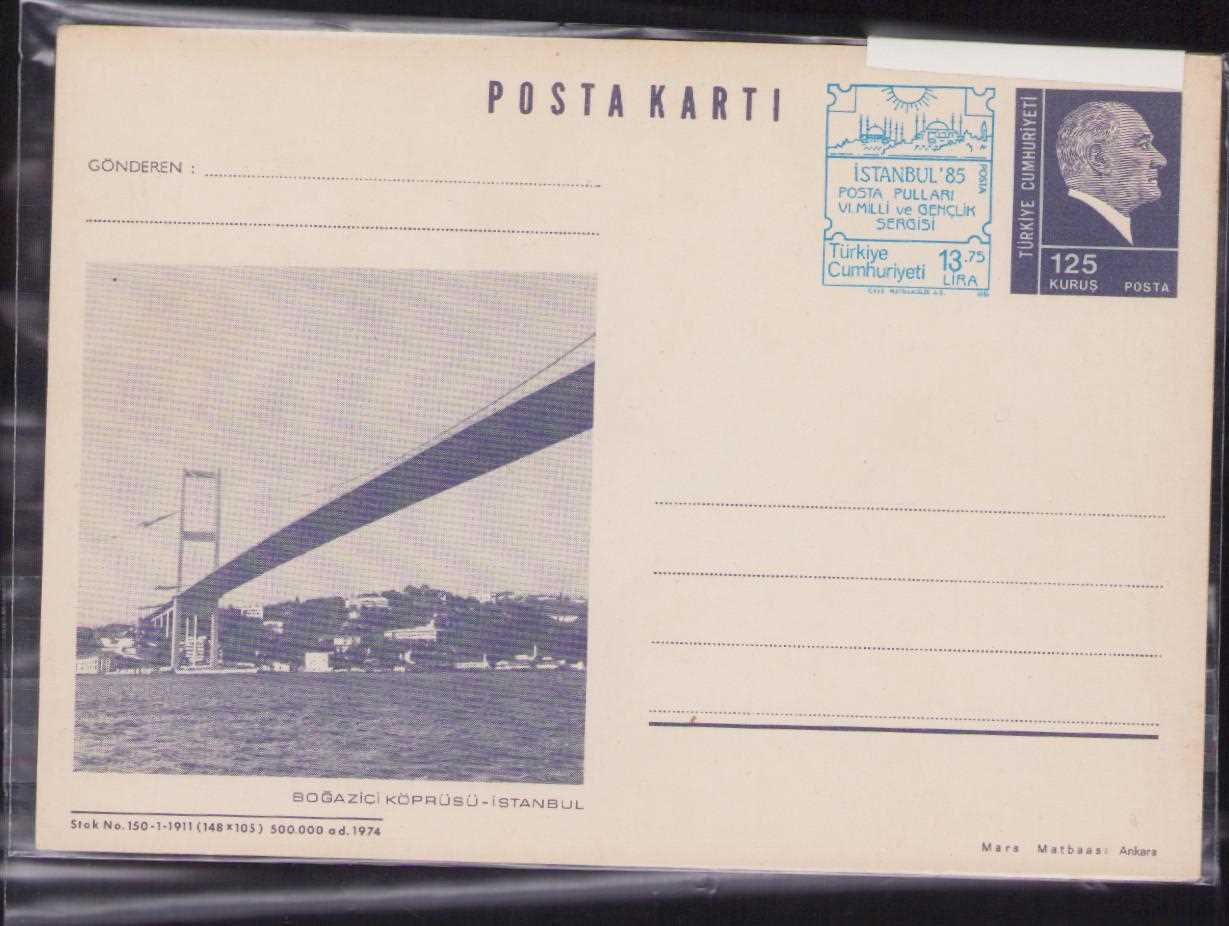 POSTA KARTI
GÖNDEREN :
İSTANBUL'85
POSTA PULLARI
VI.MİLLİ ve GENÇLİK
SERGİSİ
POSTA
Türkiye
Cumhuriyeti
13.75
LİRA
TÜRKİYE CUMHURİYETİ
125
KURUŞ POSTA
BOĞAZİCİ KÖPRÜSÜ-İSTANBUL
Stok No. 150-1-1911 (148×105) 500.000 ad. 1974
Mars Matbaası Ankara